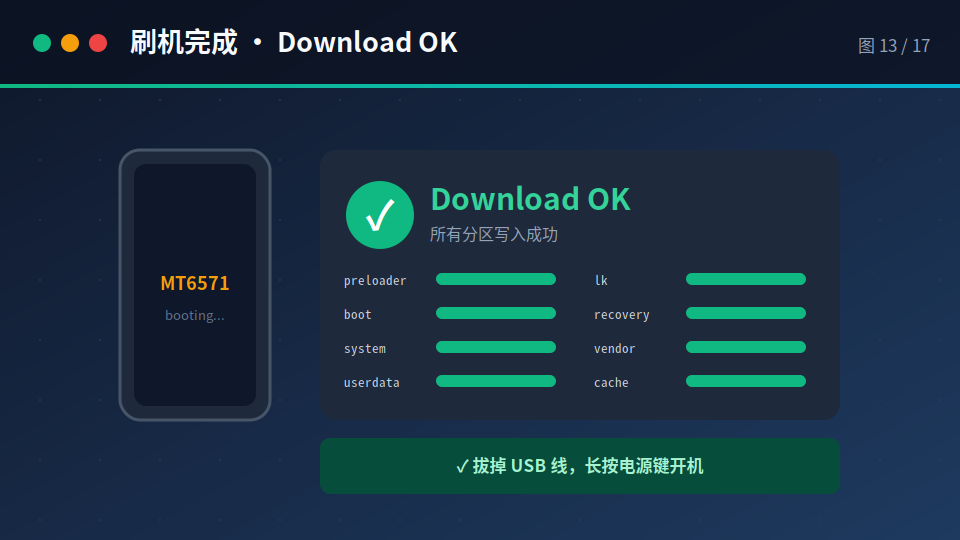 刷机完成 · Download OK
图 13 / 17
MT6571
booting...
✓
Download OK
所有分区写入成功
preloader
lk
boot
recovery
system
vendor
userdata
cache
✓ 拔掉 USB 线，长按电源键开机